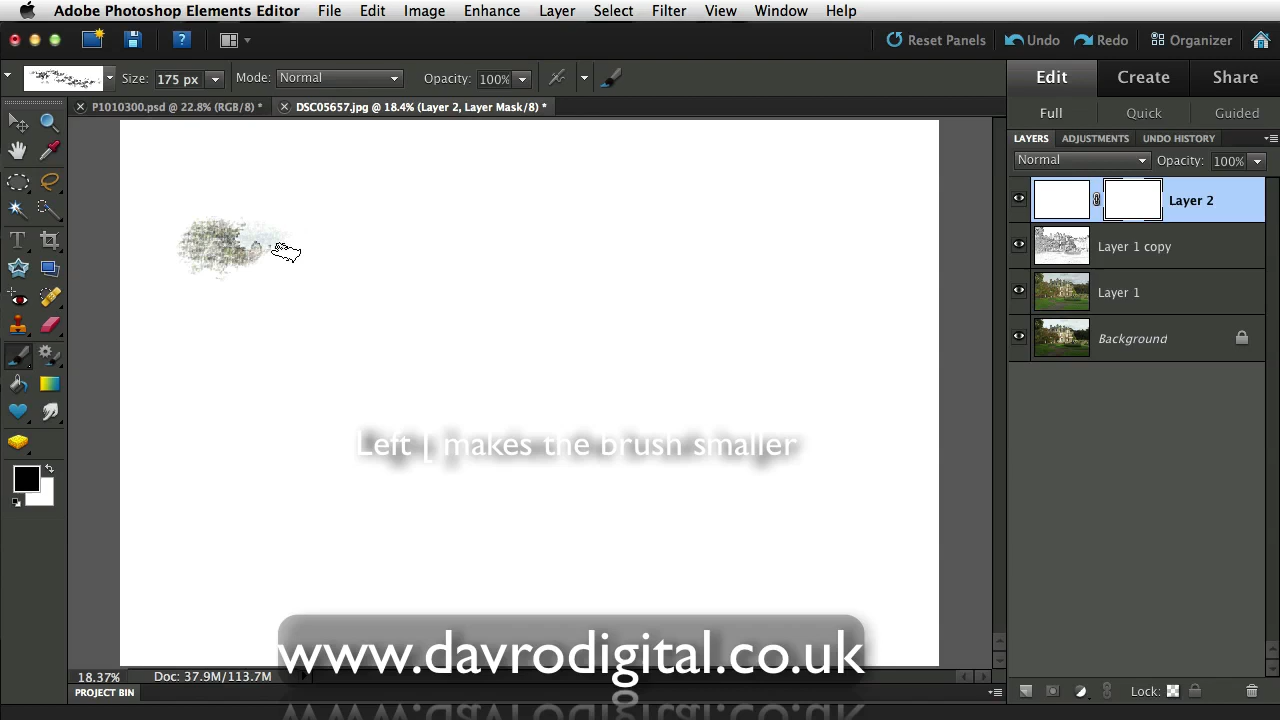 Adobe Photoshop Elements Editor File Edit Image Enhance Layer Select Filter View Window Help
Reset Panels Undo Redo Organizer
Size: 175 px Mode: Normal Opacity: 100%
Edit Create Share
P1010300.psd @ 22.8% (RGB/8) * DSC05657.jpg @ 18.4% (Layer 2, Layer Mask/8) *
Full Quick Guided
LAYERS ADJUSTMENTS UNDO HISTORY
Normal Opacity: 100%
Layer 2
Layer 1 copy
Layer 1
Background
Left [ makes the brush smaller
www.davrodigital.co.uk
18.37% Doc: 37.9M/113.7M
PROJECT BIN
Lock: